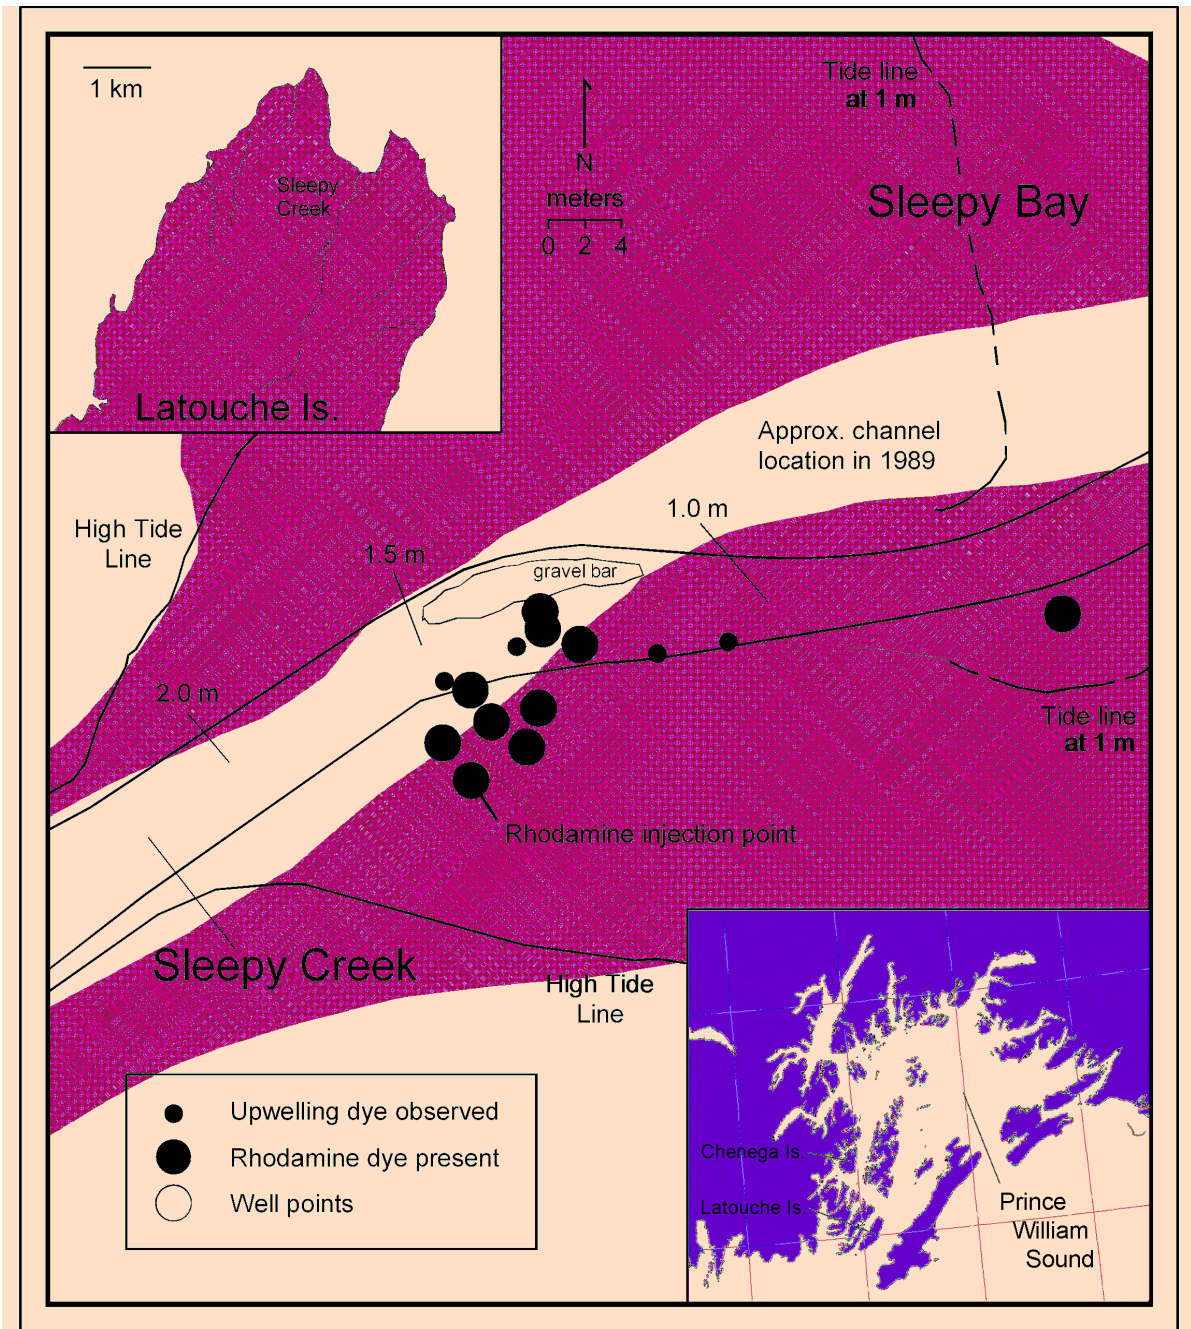 1 km
Sleepy
Creek
Latouche Is.
N
meters
0 2 4
Tide line
at 1 m
Sleepy Bay
Approx. channel
location in 1989
High Tide
Line
1.0 m
1.5 m
gravel bar
2.0 m
Tide line
at 1 m
Rhodamine injection point
Sleepy Creek
High Tide
Line
Upwelling dye observed
Rhodamine dye present
Well points
Chenega Is.
Latouche Is.
Prince
William
Sound